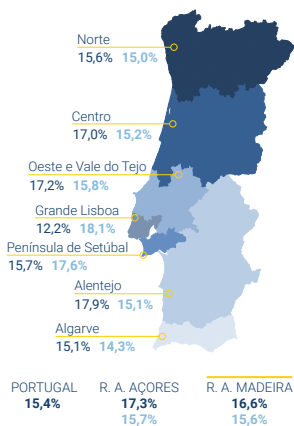 Norte
15,6% 15,0%
Centro
17,0% 15,2%
Oeste e Vale do Tejo
17,2% 15,8%
Grande Lisboa
12,2% 18,1%
Península de Setúbal
15,7% 17,6%
Alentejo
17,9% 15,1%
Algarve
15,1% 14,3%
PORTUGAL R. A. AÇORES R. A. MADEIRA
15,4% 17,3% 16,6%
15,7% 15,6%